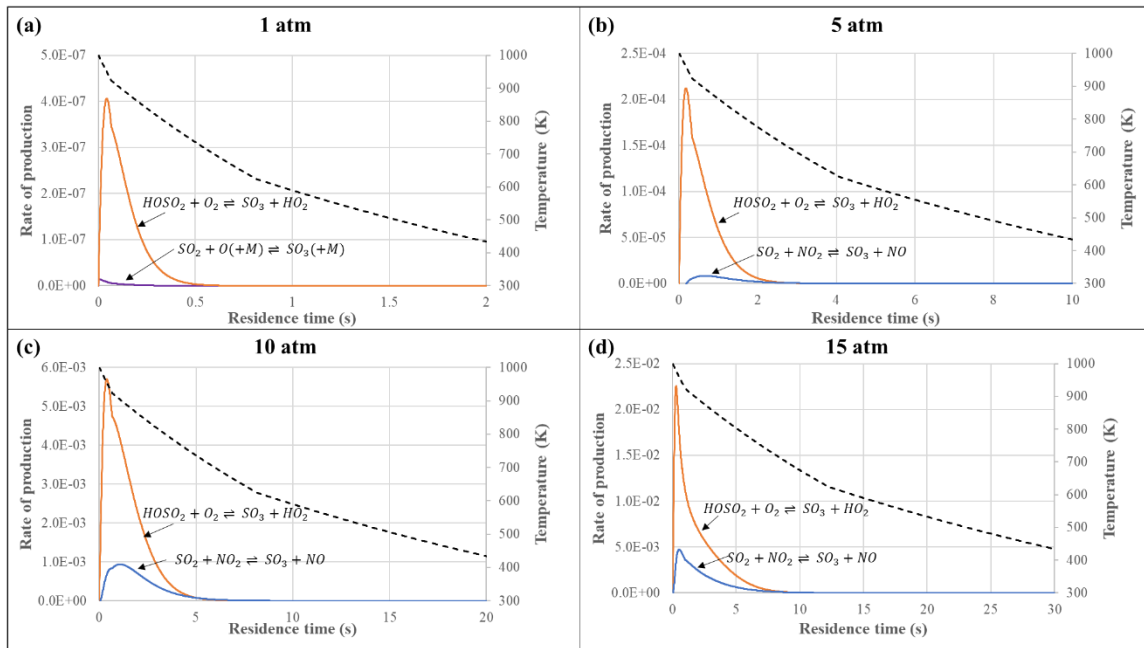 (a)
1 atm
5.0E-07
4.0E-07
3.0E-07
2.0E-07
1.0E-07
0.0E+00
Rate of production
1000
900
800
700
600
500
400
300
Temperature (K)
HOSO2 + O2 ⇌ SO3 + HO2
SO2 + O(+M) ⇌ SO3(+M)
0
0.5
1
1.5
2
Residence time (s)
(b)
5 atm
2.5E-04
2.0E-04
1.5E-04
1.0E-04
5.0E-05
0.0E+00
Rate of production
1000
900
800
700
600
500
400
300
Temperature (K)
HOSO2 + O2 ⇌ SO3 + HO2
SO2 + NO2 ⇌ SO3 + NO
0
2
4
6
8
10
Residence time (s)
(c)
10 atm
6.0E-03
5.0E-03
4.0E-03
3.0E-03
2.0E-03
1.0E-03
0.0E+00
Rate of production
1000
900
800
700
600
500
400
300
Temperature (K)
HOSO2 + O2 ⇌ SO3 + HO2
SO2 + NO2 ⇌ SO3 + NO
0
5
10
15
20
Residence time (s)
(d)
15 atm
2.5E-02
2.0E-02
1.5E-02
1.0E-02
5.0E-03
0.0E+00
Rate of production
1000
900
800
700
600
500
400
300
Temperature (K)
HOSO2 + O2 ⇌ SO3 + HO2
SO2 + NO2 ⇌ SO3 + NO
0
5
10
15
20
25
30
Residence time (s)